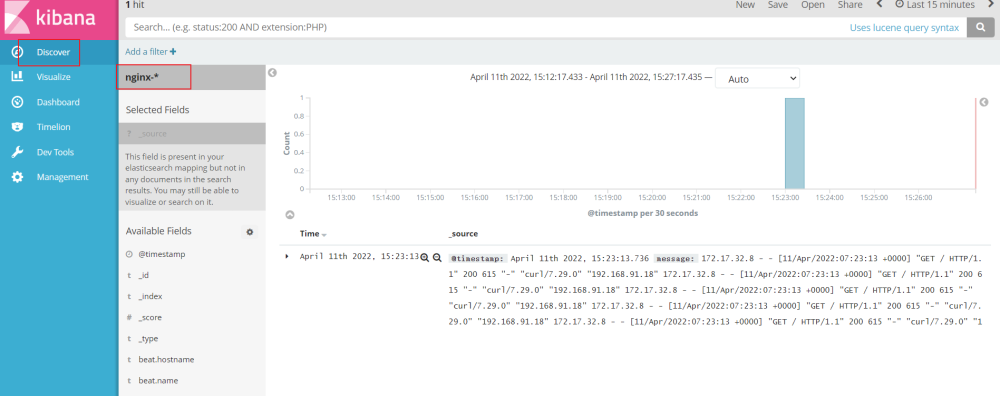 kibana
Discover
Visualize
Dashboard
Timelion
Dev Tools
Management
1 hit
New Save Open Share Last 15 minutes
Search... (e.g. status:200 AND extension:PHP)
Uses lucene query syntax
Add a filter +
nginx-*
Selected Fields
? _source
This field is present in your
elasticsearch mapping but not in
any documents in the search
results. You may still be able to
visualize or search on it.
Available Fields
@timestamp
t _id
t _index
# _score
t _type
t beat.hostname
t beat.name
April 11th 2022, 15:12:17.433 - April 11th 2022, 15:27:17.435 —
Auto
Count
1
0.8
0.6
0.4
0.2
0
15:13:00 15:14:00 15:15:00 15:16:00 15:17:00 15:18:00 15:19:00 15:20:00 15:21:00 15:22:00 15:23:00 15:24:00 15:25:00 15:26:00
@timestamp per 30 seconds
Time _source
April 11th 2022, 15:23:13
@timestamp: April 11th 2022, 15:23:13.736 message: 172.17.32.8 - - [11/Apr/2022:07:23:13 +0000] "GET / HTTP/1.
1" 200 615 "-" "curl/7.29.0" "192.168.91.18" 172.17.32.8 - - [11/Apr/2022:07:23:13 +0000] "GET / HTTP/1.1" 200 6
15 "-" "curl/7.29.0" "192.168.91.18" 172.17.32.8 - - [11/Apr/2022:07:23:13 +0000] "GET / HTTP/1.1" 200 615 "-"
"curl/7.29.0" "192.168.91.18" 172.17.32.8 - - [11/Apr/2022:07:23:13 +0000] "GET / HTTP/1.1" 200 615 "-" "curl/7.
29.0" "192.168.91.18" 172.17.32.8 - - [11/Apr/2022:07:23:13 +0000] "GET / HTTP/1.1" 200 615 "-" "curl/7.29.0" "1